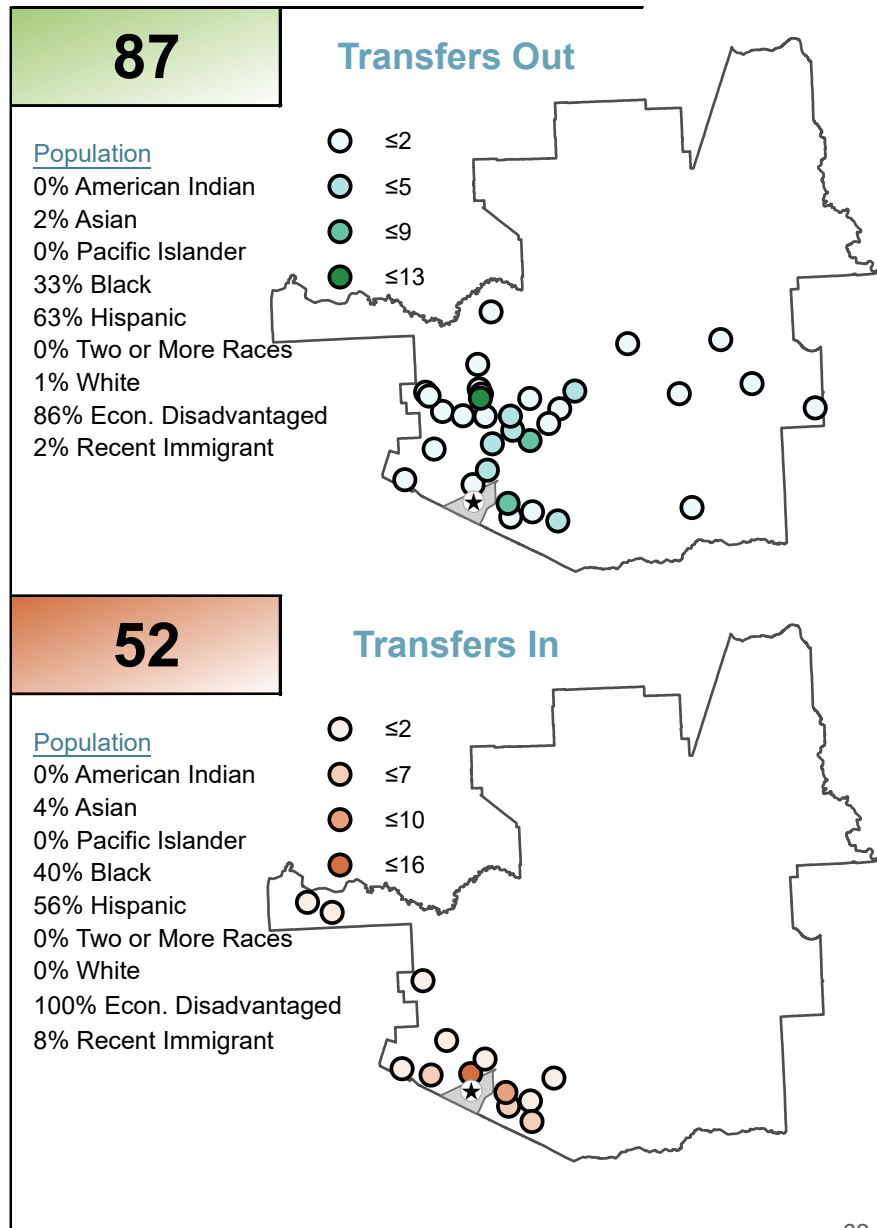 87
Transfers Out
Population
0% American Indian
2% Asian
0% Pacific Islander
33% Black
63% Hispanic
0% Two or More Races
1% White
86% Econ. Disadvantaged
2% Recent Immigrant
≤2
≤5
≤9
≤13
52
Transfers In
Population
0% American Indian
4% Asian
0% Pacific Islander
40% Black
56% Hispanic
0% Two or More Races
0% White
100% Econ. Disadvantaged
8% Recent Immigrant
≤2
≤7
≤10
≤16